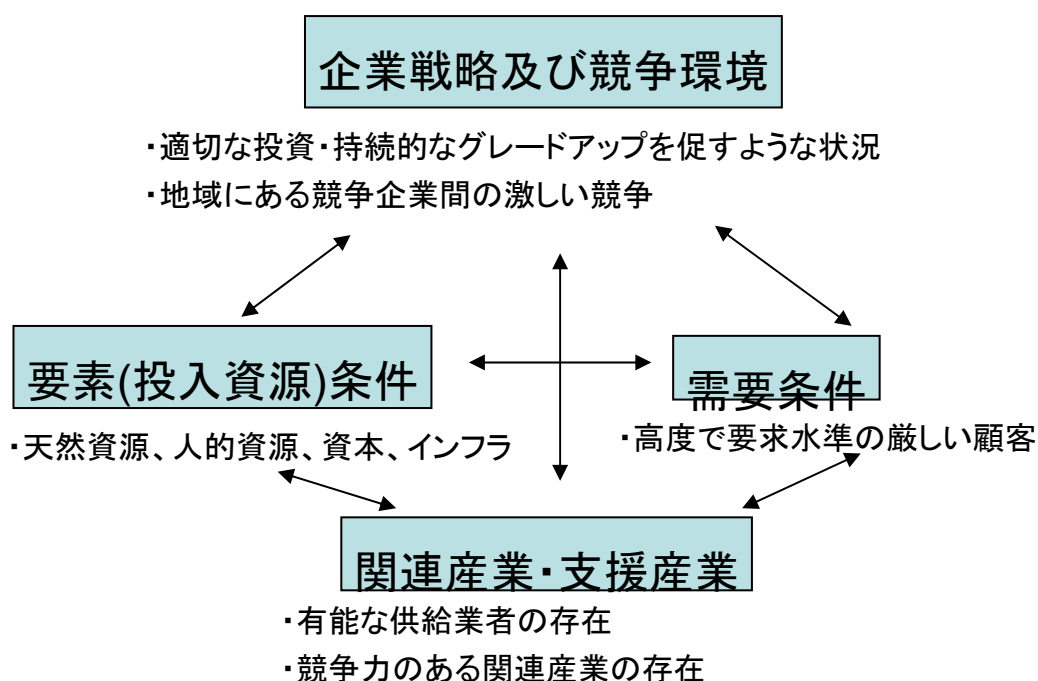 企業戦略及び競争環境
・適切な投資・持続的なグレードアップを促すような状況
・地域にある競争企業間の激しい競争
要素(投入資源)条件
・天然資源、人的資源、資本、インフラ
需要条件
・高度で要求水準の厳しい顧客
関連産業・支援産業
・有能な供給業者の存在
・競争力のある関連産業の存在